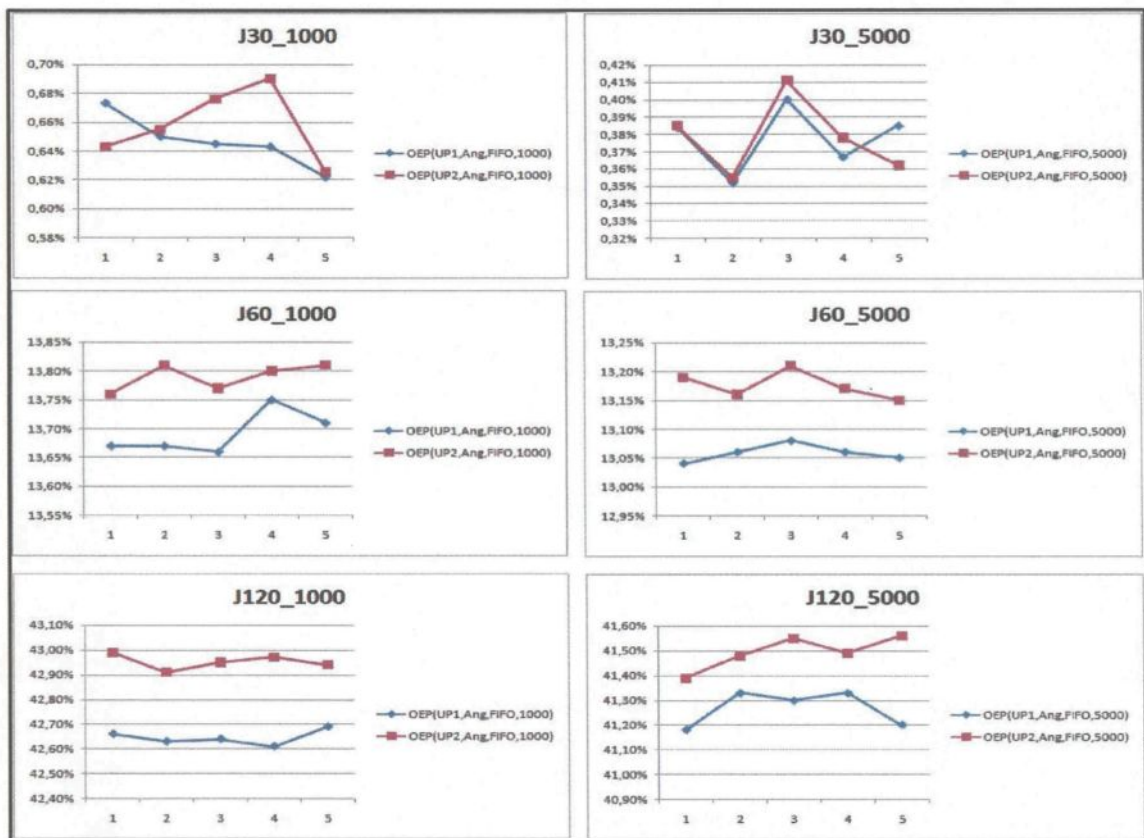 J30_1000
0,70%
0,68%
0,66%
0,64%
0,62%
0,60%
0,58%
1 2 3 4 5
OEP(UP1,Ang,FIFO,1000)
OEP(UP2,Ang,FIFO,1000)
J30_5000
0,42%
0,41%
0,40%
0,39%
0,38%
0,37%
0,36%
0,35%
0,34%
0,33%
0,32%
1 2 3 4 5
OEP(UP1,Ang,FIFO,5000)
OEP(UP2,Ang,FIFO,5000)
J60_1000
13,85%
13,80%
13,75%
13,70%
13,65%
13,60%
13,55%
1 2 3 4 5
OEP(UP1,Ang,FIFO,1000)
OEP(UP2,Ang,FIFO,1000)
J60_5000
13,25%
13,20%
13,15%
13,10%
13,05%
13,00%
12,95%
1 2 3 4 5
OEP(UP1,Ang,FIFO,5000)
OEP(UP2,Ang,FIFO,5000)
J120_1000
43,10%
43,00%
42,90%
42,80%
42,70%
42,60%
42,50%
42,40%
1 2 3 4 5
OEP(UP1,Ang,FIFO,1000)
OEP(UP2,Ang,FIFO,1000)
J120_5000
41,60%
41,50%
41,40%
41,30%
41,20%
41,10%
41,00%
40,90%
1 2 3 4 5
OEP(UP1,Ang,FIFO,5000)
OEP(UP2,Ang,FIFO,5000)